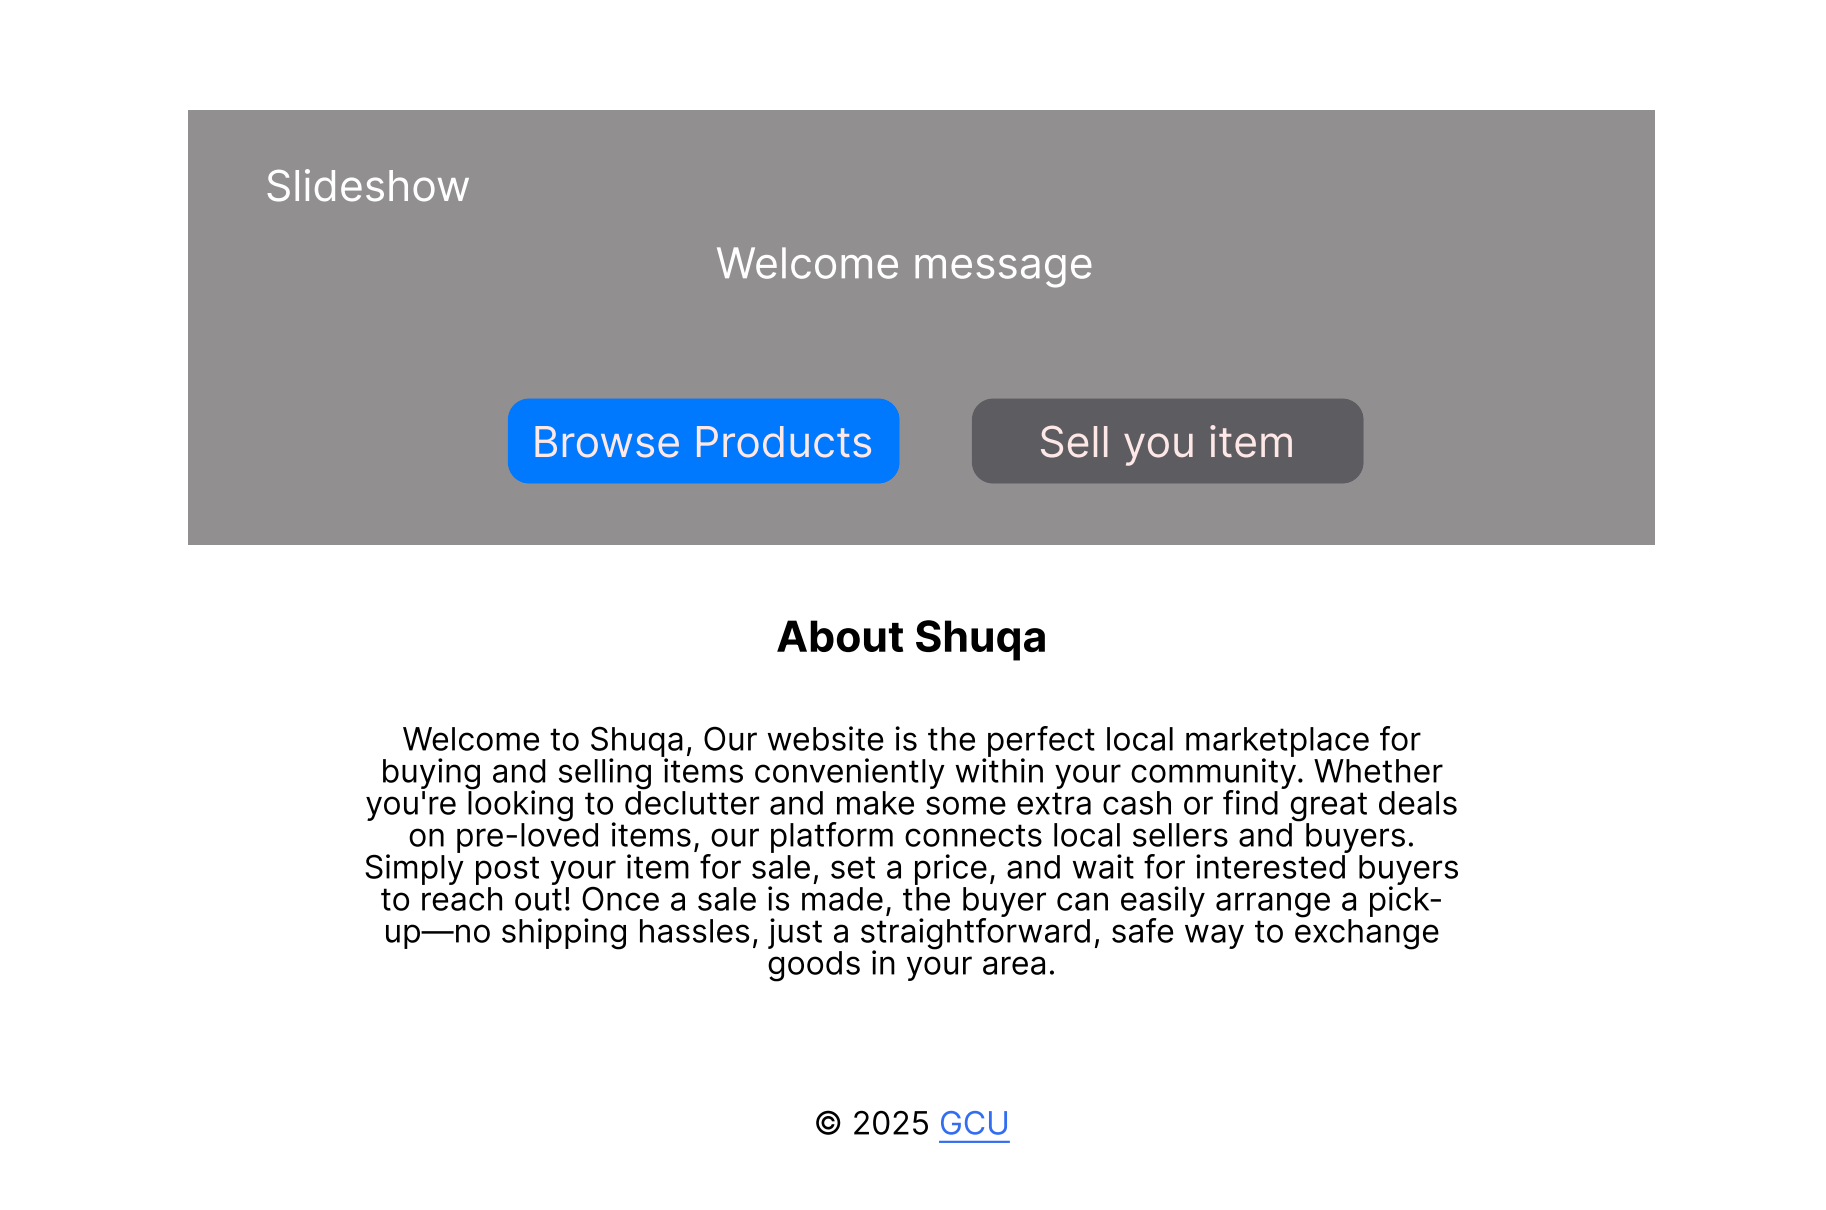 Slideshow
Welcome message
Browse Products
Sell you item
About Shuqa
Welcome to Shuqa, Our website is the perfect local marketplace for
buying and selling items conveniently within your community. Whether
you're looking to declutter and make some extra cash or find great deals
on pre-loved items, our platform connects local sellers and buyers.
Simply post your item for sale, set a price, and wait for interested buyers
to reach out! Once a sale is made, the buyer can easily arrange a pick-
up—no shipping hassles, just a straightforward, safe way to exchange
goods in your area.
© 2025 GCU